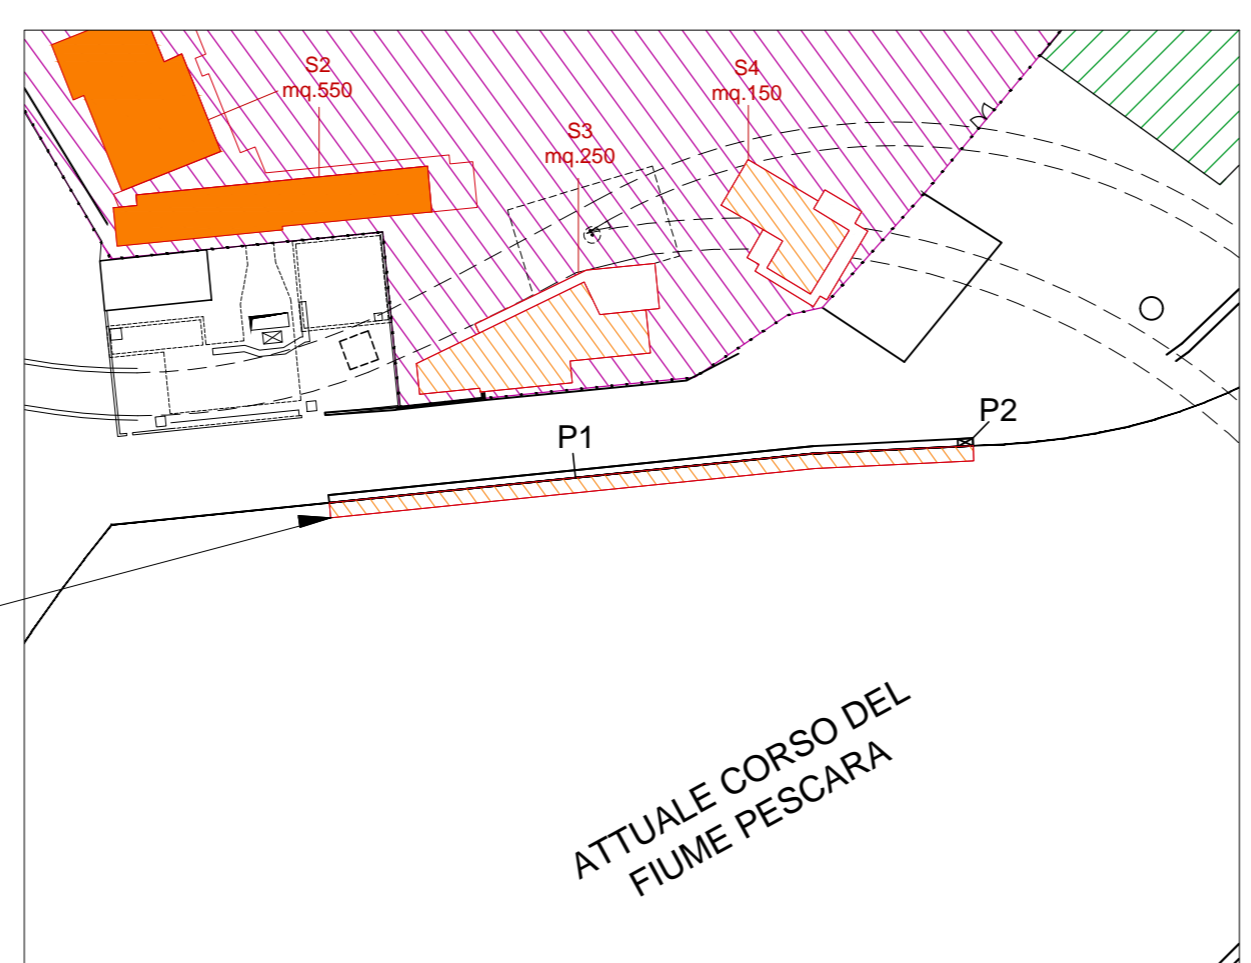 S2
mq.550
S3
mq.250
S4
mq.150
P1
P2
ATTUALE CORSO DEL
FIUME PESCARA